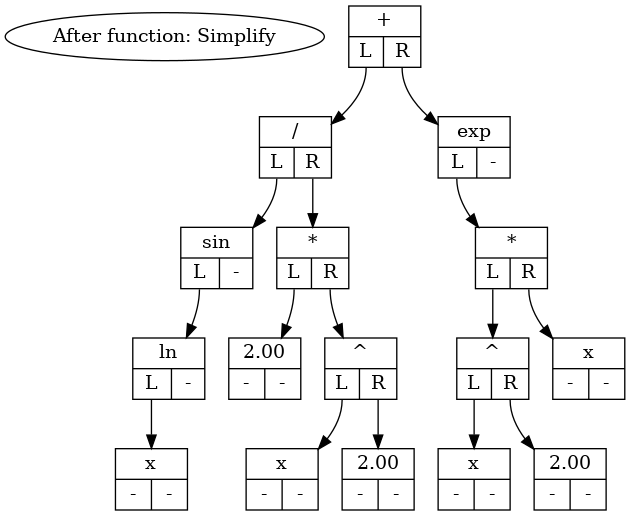 After function: Simplify
+
L R
/
L R
exp
L -
sin
L -
*
L R
*
L R
ln
L -
2.00
- -
^
L R
^
L R
x
- -
x
- -
x
- -
2.00
- -
x
- -
2.00
- -